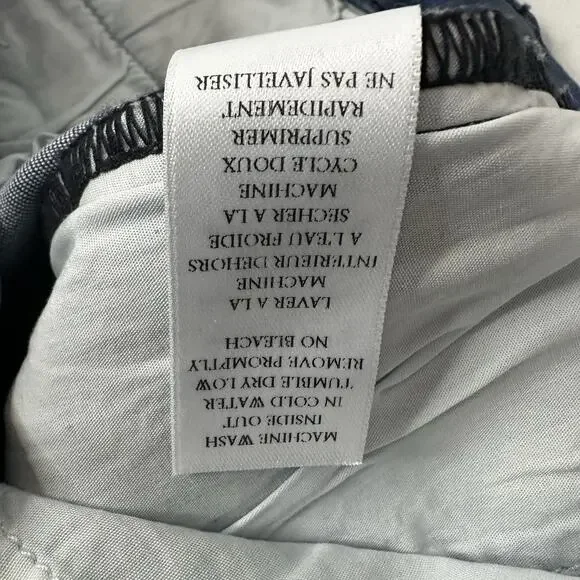 MACHINE WASH
INSIDE OUT
IN COLD WATER
TUMBLE DRY LOW
REMOVE PROMPTLY
NO BLEACH
LAVER A LA
MACHINE
INTERIEUR DEHORS
A L'EAU FROIDE
SECHER A LA
MACHINE
CYCLE DOUX
SUPPRIMER
RAPIDEMENT
NE PAS JAVELLISER